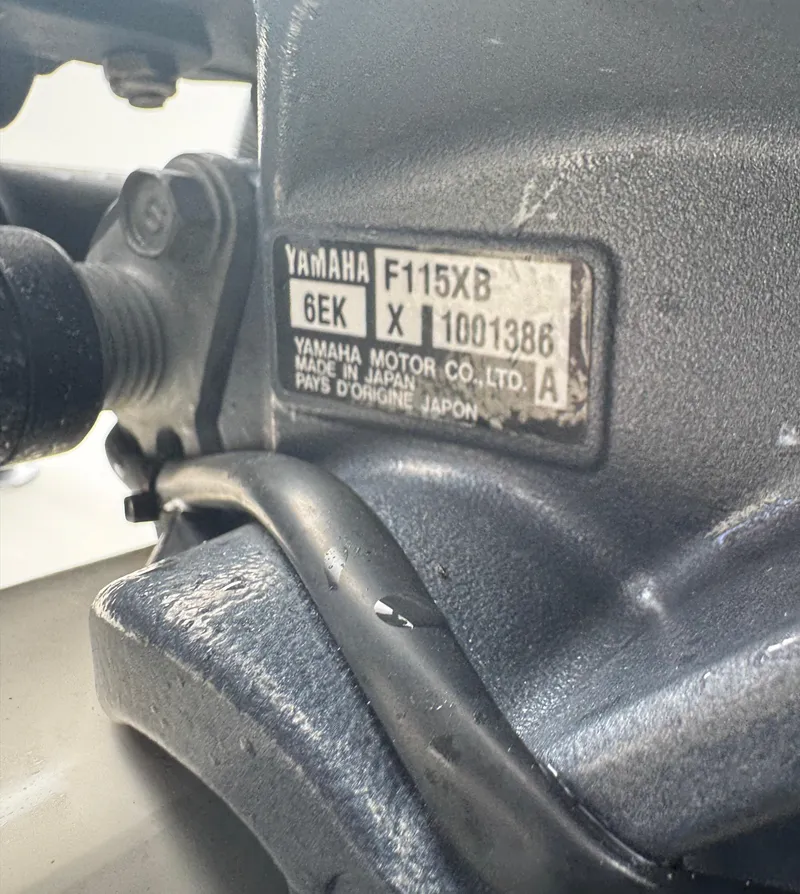 YAMAHA F115XB
6EK X 1001386
YAMAHA MOTOR CO.,LTD. A
MADE IN JAPAN
PAYS D'ORIGINE JAPON